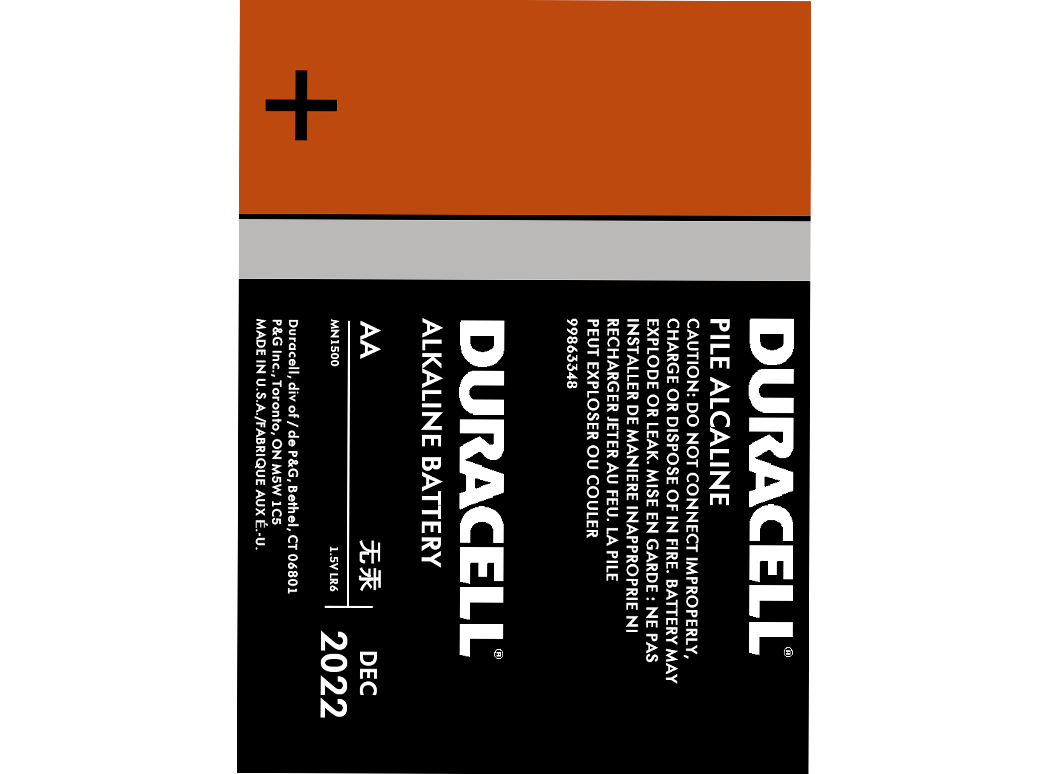 +
DURACELL®
PILE ALCALINE
CAUTION: DO NOT CONNECT IMPROPERLY,
CHARGE OR DISPOSE OF IN FIRE. BATTERY MAY
EXPLODE OR LEAK. MISE EN GARDE : NE PAS
INSTALLER DE MANIERE INAPPROPRIE NI
RECHARGER JETER AU FEU. LA PILE
PEUT EXPLOSER OU COULER
99863348
DURACELL®
ALKALINE BATTERY
AA 无汞 DEC
MN1500 1.5V LR6 2022
Duracell, div of / de P&G, Bethel, CT 06801
P&G Inc., Toronto, ON M5W 1C5
MADE IN U.S.A./FABRIQUE AUX É.-U.